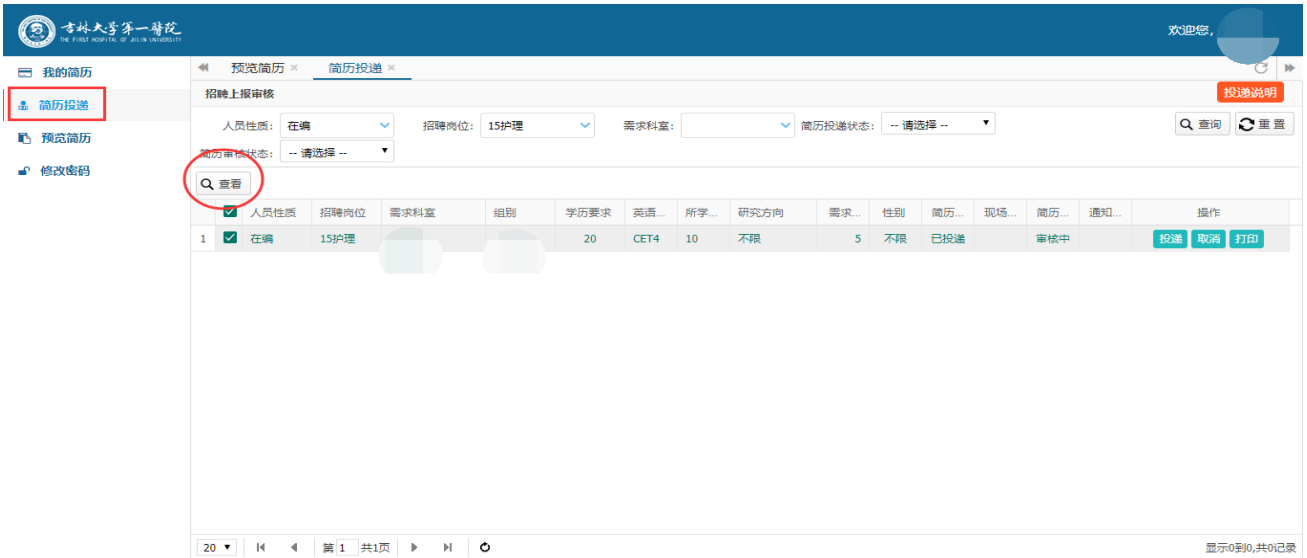 吉林大学第一醫院
THE FIRST HOSPITAL OF JILIN UNIVERSITY
欢迎您,
我的简历
简历投递
预览简历
修改密码
预览简历 × 简历投递 ×
招聘上报审核 投递说明
人员性质: 在编 招聘岗位: 15护理 需求科室: 简历投递状态: -- 请选择 -- 查询 重置
简历审核状态: -- 请选择 --
查看
人员性质 招聘岗位 需求科室 组别 学历要求 英语... 所学... 研究方向 需求... 性别 简历... 现场... 简历... 通知... 操作
1 在编 15护理 20 CET4 10 不限 5 不限 已投递 审核中 投递 取消 打印
20 第 1 共1页 显示0到0,共0记录